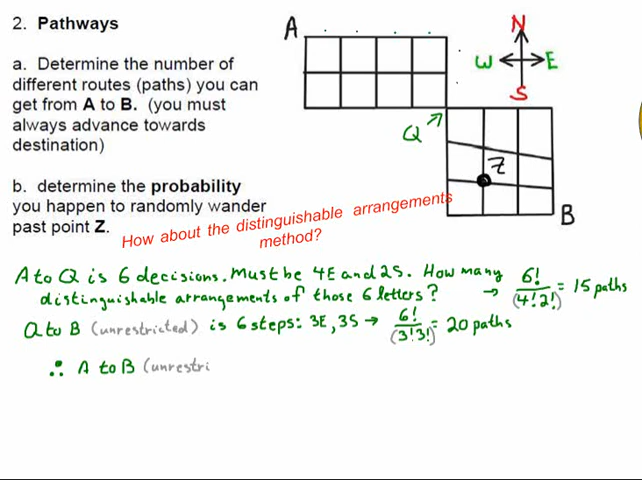 2. Pathways
A
N
W
E
S
a. Determine the number of
different routes (paths) you can
get from A to B. (you must
always advance towards
destination)
Q
Z
b. determine the probability
you happen to randomly wander
past point Z.
B
How about the distinguishable arrangements
method?
A to Q is 6 decisions. Must be 4E and 2S. How many
distinguishable arrangements of those 6 letters? → 6!/(4!2!) = 15 paths
Q to B (unrestricted) is 6 steps: 3E, 3S → 6!/(3!3!) = 20 paths
∴ A to B (unrestri